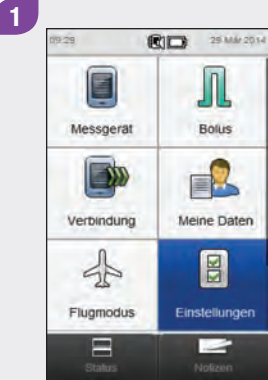 1
09:29 29 Mär 2014
Messgerät Bolus
Verbindung Meine Daten
Flugmodus Einstellungen
Status Notizen